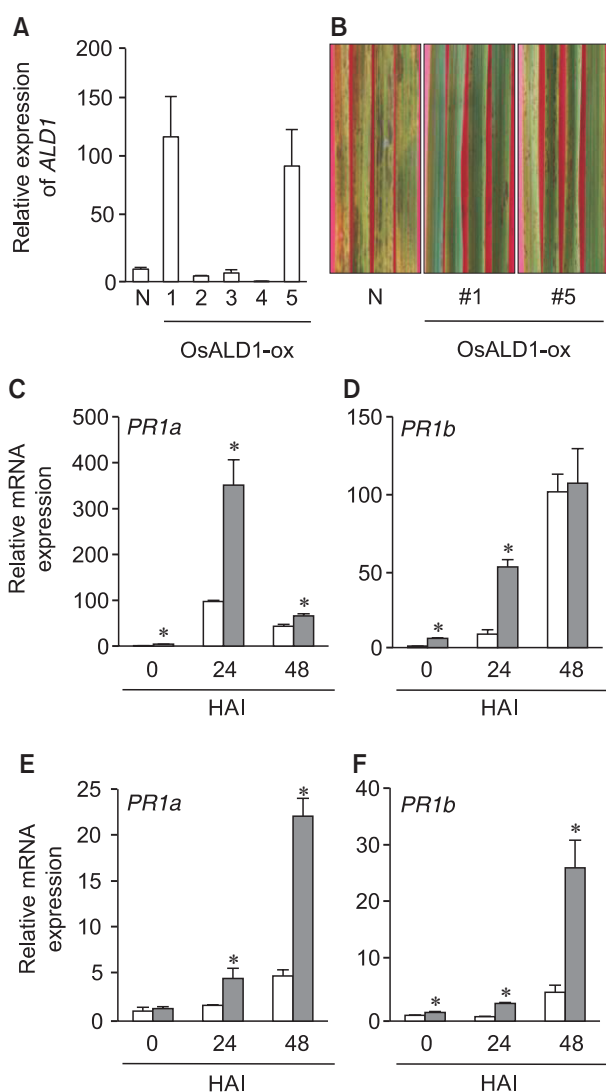 A
Relative expression
of ALD1
200
150
100
50
0
N 1 2 3 4 5
OsALD1-ox
B
N #1 #5
OsALD1-ox
C
PR1a
Relative mRNA
expression
500
400
300
200
100
0
*
*
*
0 24 48
HAI
D
PR1b
150
100
50
0
*
*
0 24 48
HAI
E
PR1a
Relative mRNA
expression
25
20
15
10
5
0
*
*
0 24 48
HAI
F
PR1b
40
30
20
10
0
*
*
*
0 24 48
HAI